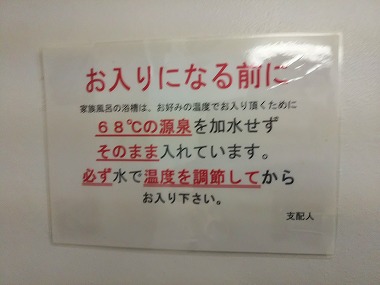 お入りになる前に
家族風呂の浴槽は、お好みの温度でお入り頂くために
６８℃の源泉を加水せず
そのまま入れています。
必ず水で温度を調節してから
お入り下さい。
支配人